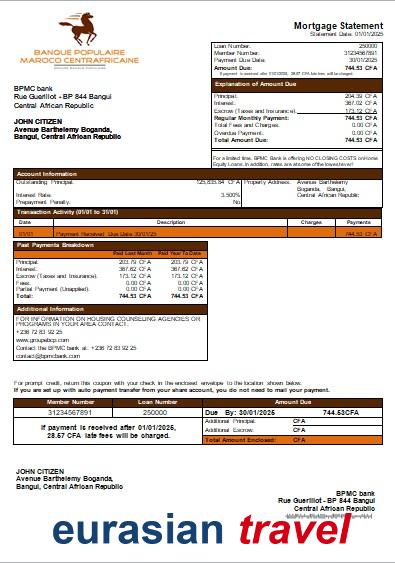 BANQUE POPULAIRE
MAROCO CENTRAFRICAINE
GROUPE BANQUE POPULAIRE
Mortgage Statement
Statement Date: 01/01/2025
Loan Number: 250000
Member Number: 31234567891
Payment Due Date: 30/01/2025
Amount Due: 744.53 CFA
If payment is received after 01/01/2025, 28.57 CFA late fees will be charged.
BPMC bank
Rue Guerillot - BP 844 Bangui
Central African Republic
JOHN CITIZEN
Avenue Barthelemy Boganda,
Bangui, Central African Republic
Explanation of Amount Due
Principal: 204.39 CFA
Interest: 367.02 CFA
Escrow (Taxes and Insurance): 173.12 CFA
Regular Monthly Payment: 744.53 CFA
Total Fees and Charges: 0.00 CFA
Overdue Payment: 0.00 CFA
Total Amount Due: 744.53 CFA
For a limited time, BPMC Bank is offering NO CLOSING COSTS on Home
Equity Loans. In addition, rates are at some of the lowest ever!
Account Information
Outstanding Principal: 125,835.84 CFA
Interest Rate: 3.500%
Prepayment Penalty: No
Property Address: Avenue Barthelemy
Boganda, Bangui,
Central African Republic
Transaction Activity (01/01 to 31/01)
Date Description Charges Payments
01/01 Payment Received Due Date 30/01/25 744.53 CFA
Past Payments Breakdown
Paid Last Month Paid Year To Date
Principal: 203.79 CFA 203.79 CFA
Interest: 367.62 CFA 367.62 CFA
Escrow (Taxes and Insurance): 173.12 CFA 173.12 CFA
Fees: 0.00 CFA 0.00 CFA
Partial Payment (Unapplied): 0.00 CFA 0.00 CFA
Total: 744.53 CFA 744.53 CFA
Additional Information
FOR INFORMATION ON HOUSING COUNSELING AGENCIES OR
PROGRAMS IN YOUR AREA CONTACT.
+236 72 83 92 25
www.groupebcp.com
Contact the BPMC bank at: +236 72 83 92 25
contact@bpmcbank.com
For prompt credit, return this coupon with your check in the enclosed envelope to the location shown below.
If you are set up with auto payment transfer from your share account, you do not need to mail your payment.
Member Number Loan Number Amount Due
31234567891 250000 Due By: 30/01/2025 744.53CFA
If payment is received after 01/01/2025,
28.57 CFA late fees will be charged.
Additional Principal: CFA
Additional Escrow: CFA
Total Amount Enclosed: CFA
JOHN CITIZEN
Avenue Barthelemy Boganda,
Bangui, Central African Republic
BPMC bank
Rue Guerillot - BP 844 Bangui
Central African Republic
eurasian travel